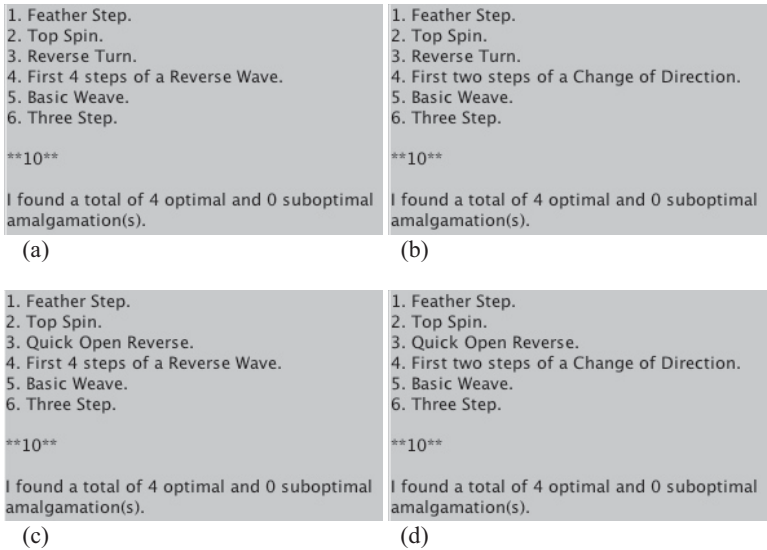 1. Feather Step.
2. Top Spin.
3. Reverse Turn.
4. First 4 steps of a Reverse Wave.
5. Basic Weave.
6. Three Step.
**10**
I found a total of 4 optimal and 0 suboptimal
amalgamation(s).
(a)
1. Feather Step.
2. Top Spin.
3. Reverse Turn.
4. First two steps of a Change of Direction.
5. Basic Weave.
6. Three Step.
**10**
I found a total of 4 optimal and 0 suboptimal
amalgamation(s).
(b)
1. Feather Step.
2. Top Spin.
3. Quick Open Reverse.
4. First 4 steps of a Reverse Wave.
5. Basic Weave.
6. Three Step.
**10**
I found a total of 4 optimal and 0 suboptimal
amalgamation(s).
(c)
1. Feather Step.
2. Top Spin.
3. Quick Open Reverse.
4. First two steps of a Change of Direction.
5. Basic Weave.
6. Three Step.
**10**
I found a total of 4 optimal and 0 suboptimal
amalgamation(s).
(d)